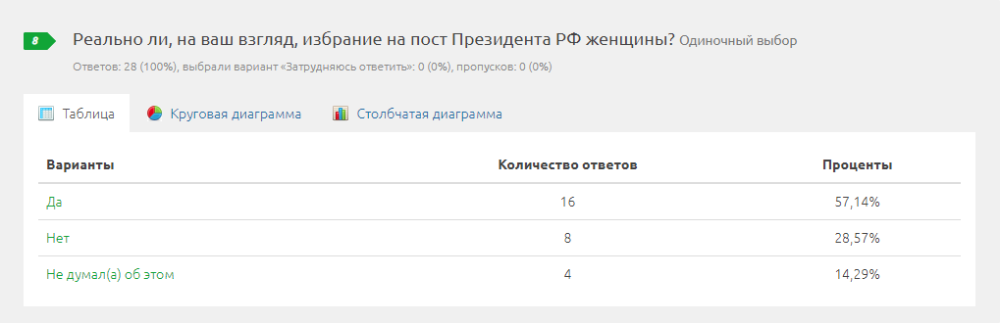 8 Реально ли, на ваш взгляд, избрание на пост Президента РФ женщины? Одиночный выбор
Ответов: 28 (100%), выбрали вариант «Затрудняюсь ответить»: 0 (0%), пропусков: 0 (0%)
Таблица Круговая диаграмма Столбчатая диаграмма
Варианты Количество ответов Проценты
Да 16 57,14%
Нет 8 28,57%
Не думал(а) об этом 4 14,29%